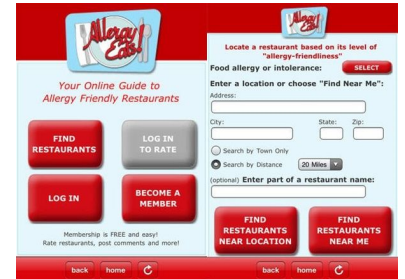 Allergy
Eats!
Your Online Guide to
Allergy Friendly Restaurants
FIND
RESTAURANTS
LOG IN
TO RATE
LOG IN
BECOME A
MEMBER
Membership is FREE and easy!
Rate restaurants, post comments and more!
back
home
Allergy
Eats!
Locate a restaurant based on its level of
"allergy-friendliness"
Food allergy or intolerance:
SELECT
Enter a location or choose "Find Near Me":
Address:
City:
State:
Zip:
Search by Town Only
Search by Distance
20 Miles
(optional) Enter part of a restaurant name:
FIND
RESTAURANTS
NEAR LOCATION
FIND
RESTAURANTS
NEAR ME
back
home